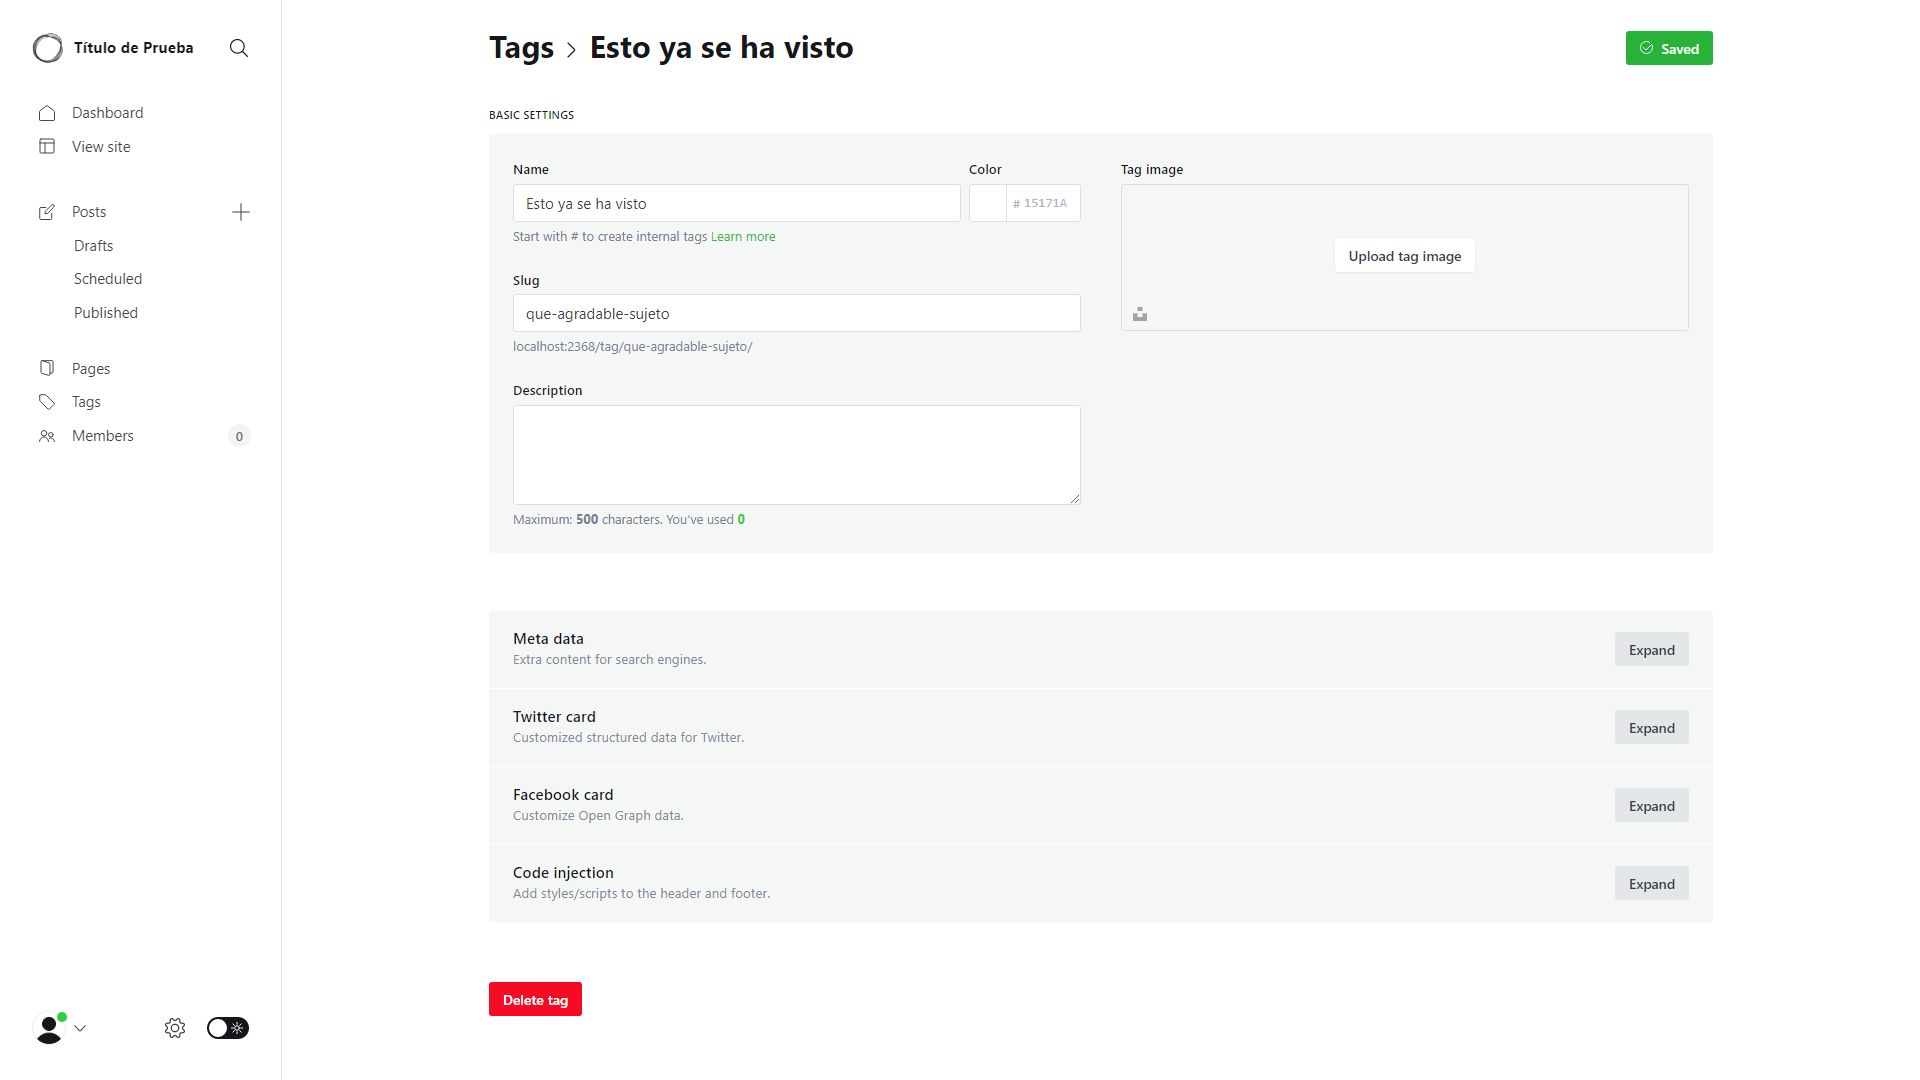 Título de Prueba
Dashboard
View site
Posts
Drafts
Scheduled
Published
Pages
Tags
Members 0
Tags > Esto ya se ha visto
Saved
BASIC SETTINGS
Name
Esto ya se ha visto
Color
# 15171A
Start with # to create internal tags Learn more
Slug
que-agradable-sujeto
localhost:2368/tag/que-agradable-sujeto/
Description
Maximum: 500 characters. You’ve used 0
Tag image
Upload tag image
Meta data
Extra content for search engines.
Expand
Twitter card
Customized structured data for Twitter.
Expand
Facebook card
Customize Open Graph data.
Expand
Code injection
Add styles/scripts to the header and footer.
Expand
Delete tag